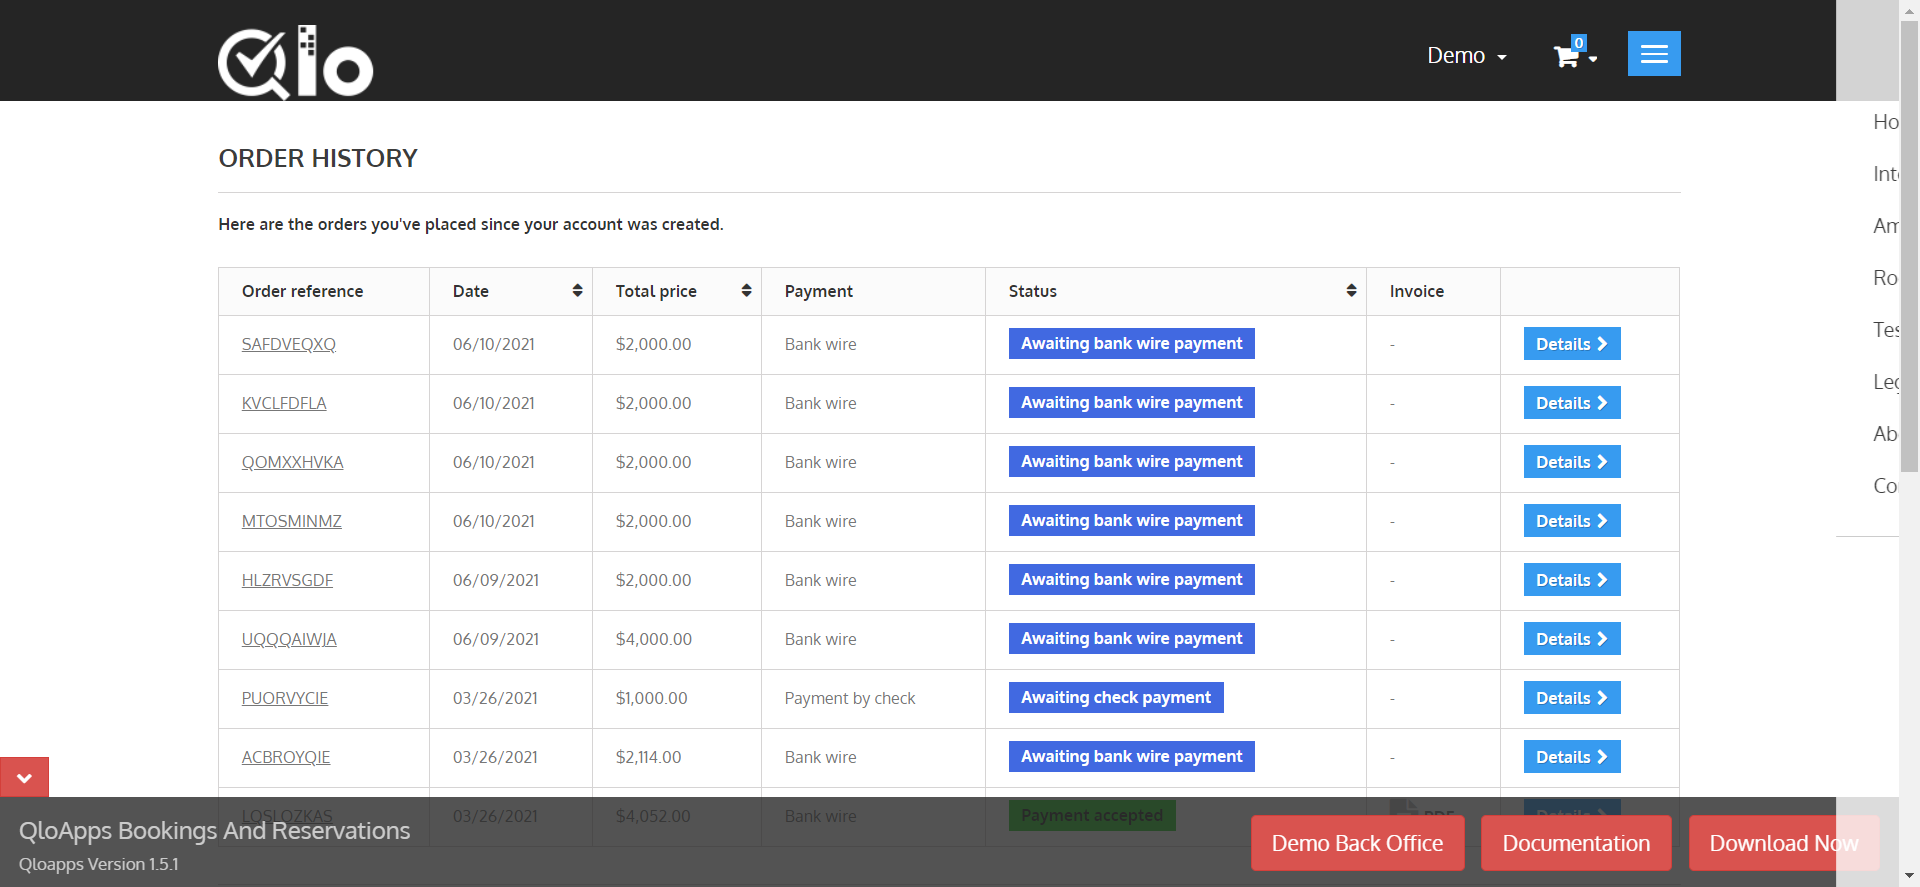 Qlo
Demo
0
ORDER HISTORY
Here are the orders you've placed since your account was created.
Order reference Date Total price Payment Status Invoice
SAFDVEQXQ 06/10/2021 $2,000.00 Bank wire Awaiting bank wire payment - Details
KVCLFDFLA 06/10/2021 $2,000.00 Bank wire Awaiting bank wire payment - Details
QOMXXHVKA 06/10/2021 $2,000.00 Bank wire Awaiting bank wire payment - Details
MTOSMINMZ 06/10/2021 $2,000.00 Bank wire Awaiting bank wire payment - Details
HLZRVSGDF 06/09/2021 $2,000.00 Bank wire Awaiting bank wire payment - Details
UQQQAIWJA 06/09/2021 $4,000.00 Bank wire Awaiting bank wire payment - Details
PUORVYCIE 03/26/2021 $1,000.00 Payment by check Awaiting check payment - Details
ACBROYQIE 03/26/2021 $2,114.00 Bank wire Awaiting bank wire payment - Details
LOSLOZKAS 03/26/2021 $4,052.00 Bank wire Payment accepted PDF Details
Ho
Int
Am
Ro
Tes
Leg
Ab
Co
QloApps Bookings And Reservations
Qloapps Version 1.5.1
Demo Back Office
Documentation
Download Now